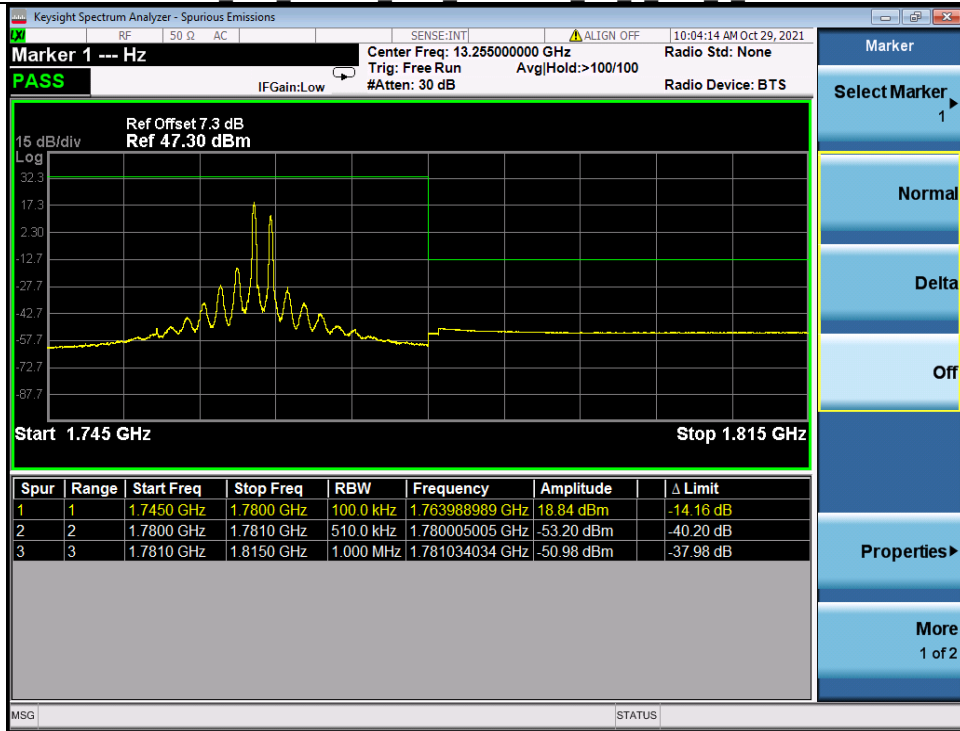 Keysight Spectrum Analyzer - Spurious Emissions
LXI RF 50 Ω AC SENSE:INT ALIGN OFF 10:04:14 AM Oct 29, 2021
Marker 1 --- Hz Center Freq: 13.255000000 GHz Radio Std: None
Trig: Free Run Avg|Hold:>100/100
PASS IFGain:Low #Atten: 30 dB Radio Device: BTS
Ref Offset 7.3 dB
15 dB/div Ref 47.30 dBm
Log
32.3
17.3
2.30
-12.7
-27.7
-42.7
-57.7
-72.7
-87.7
Start 1.745 GHz Stop 1.815 GHz
Spur Range Start Freq Stop Freq RBW Frequency Amplitude Δ Limit
1 1 1.7450 GHz 1.7800 GHz 100.0 kHz 1.763988989 GHz 18.84 dBm -14.16 dB
2 2 1.7800 GHz 1.7810 GHz 510.0 kHz 1.780005005 GHz -53.20 dBm -40.20 dB
3 3 1.7810 GHz 1.8150 GHz 1.000 MHz 1.781034034 GHz -50.98 dBm -37.98 dB
MSG STATUS
Marker
Select Marker
1
Normal
Delta
Off
Properties
More
1 of 2